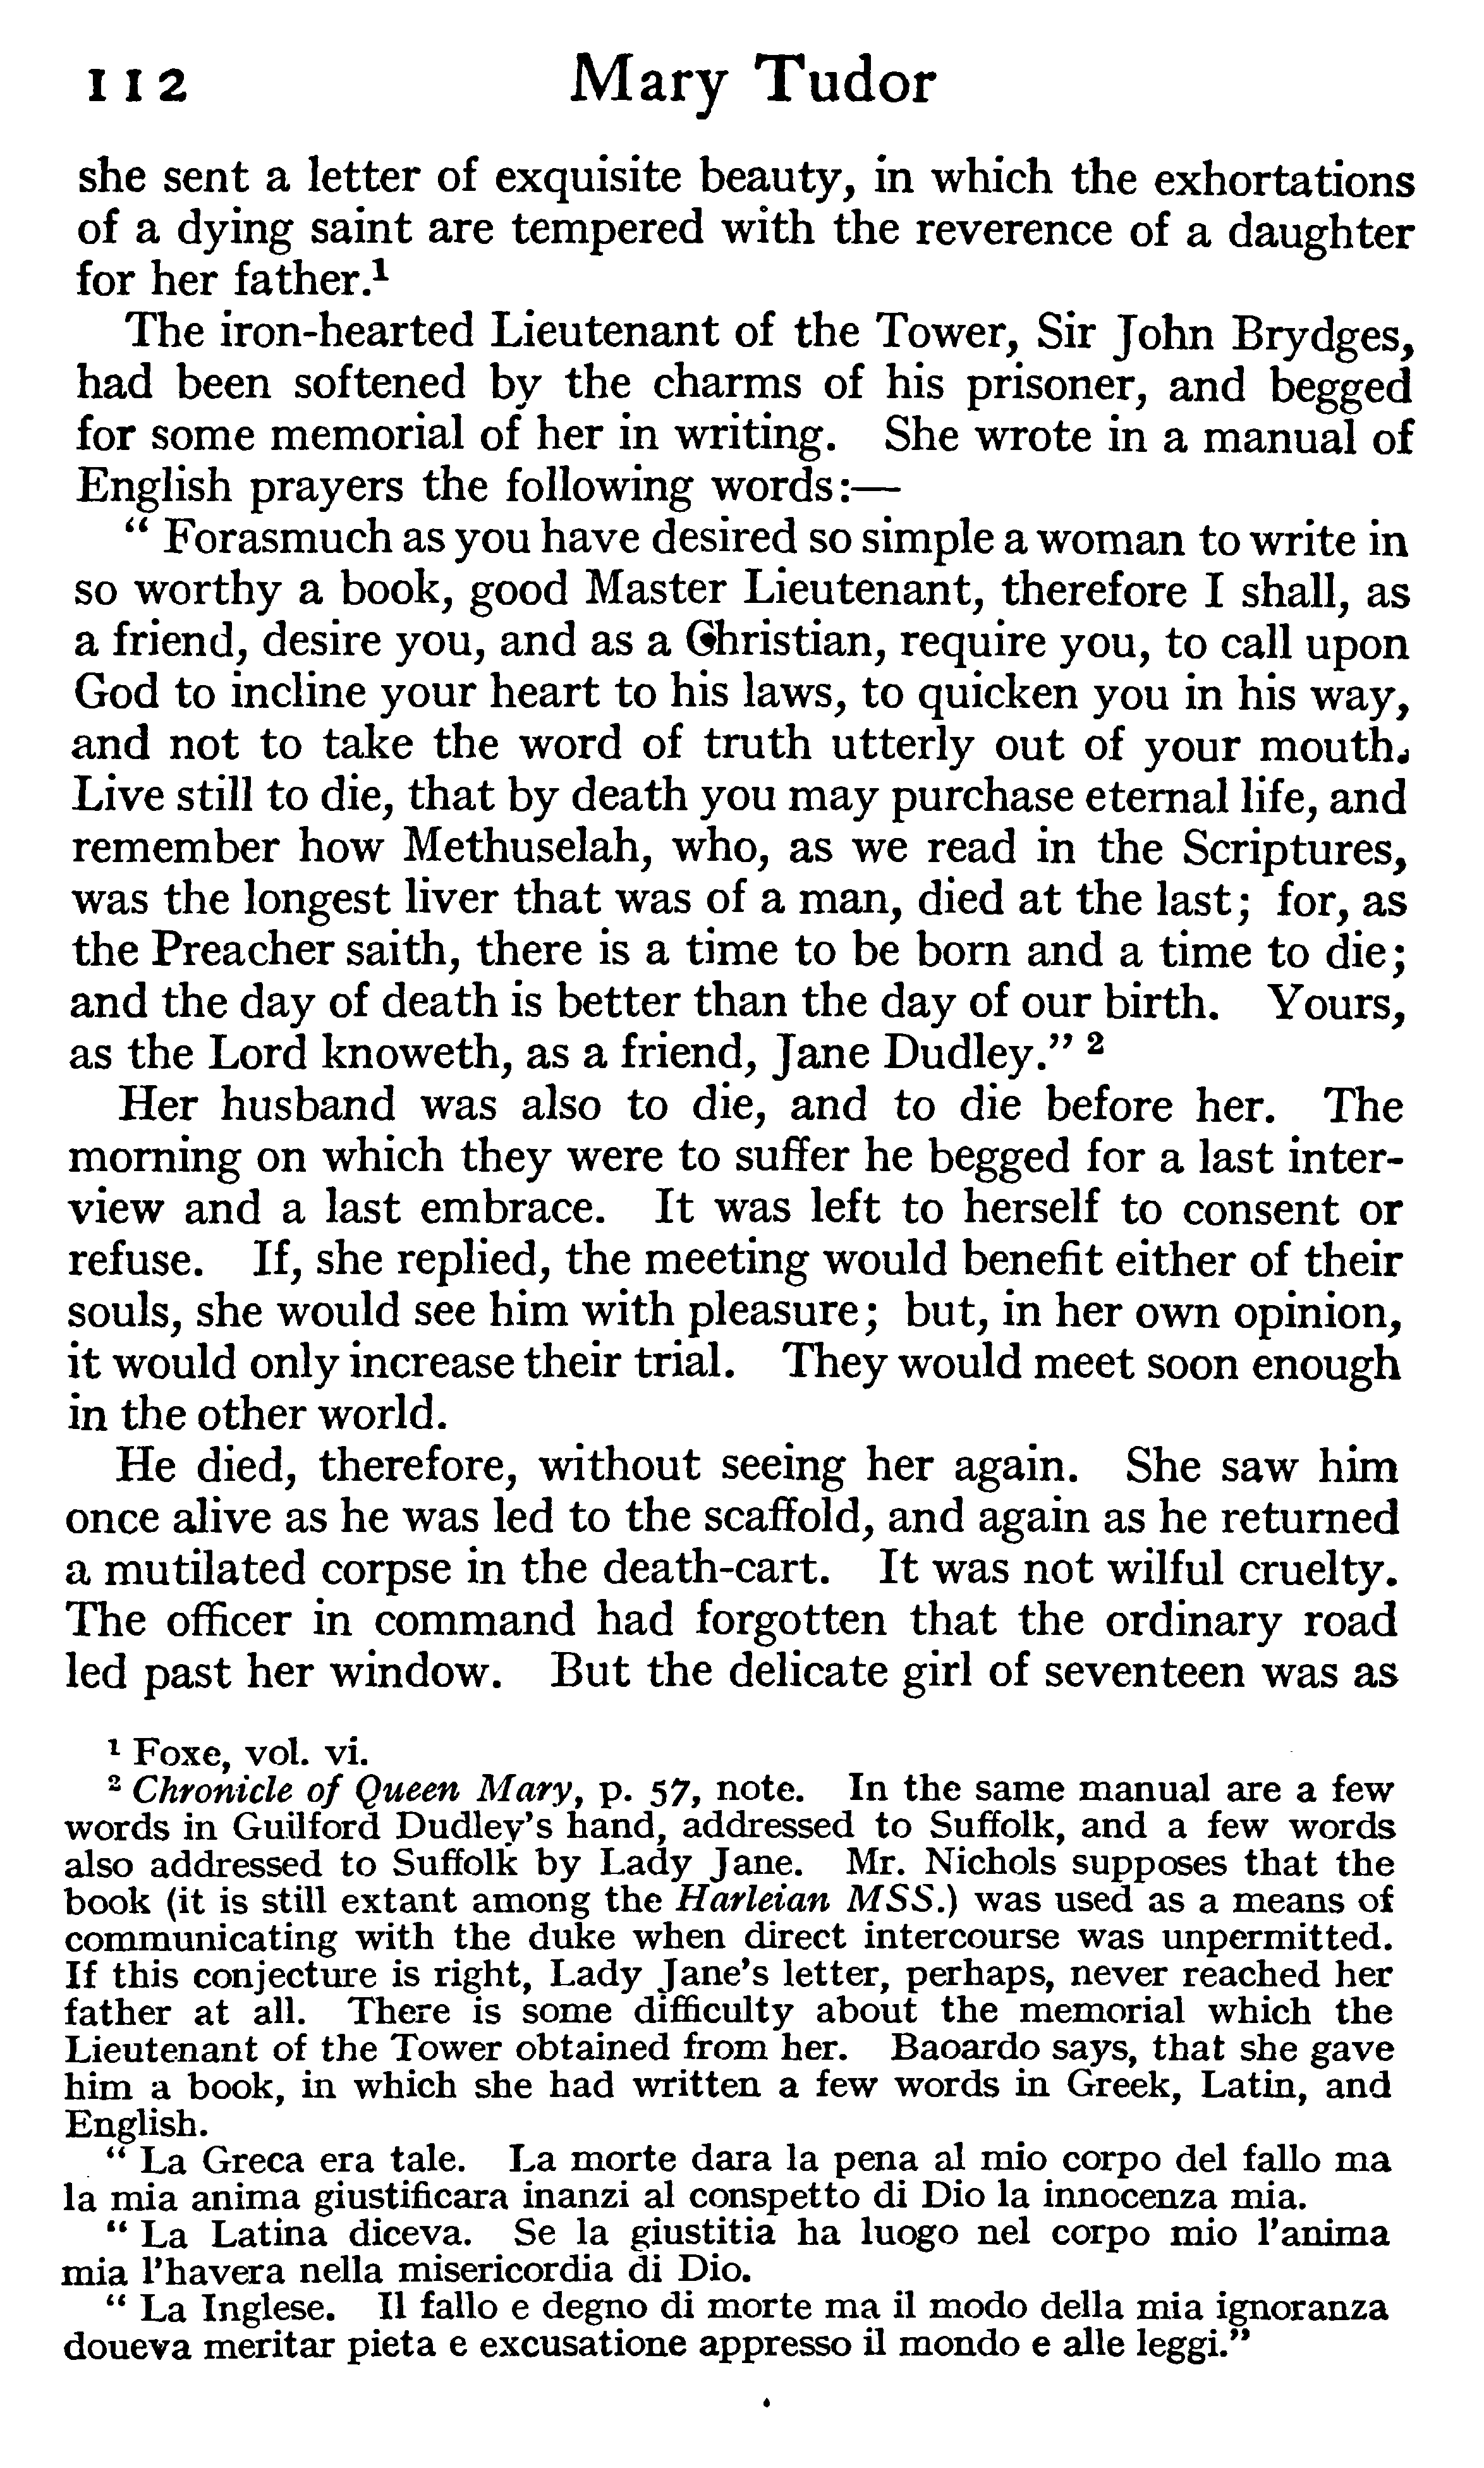 112 Mary Tudor
she sent a letter of exquisite beauty, in which the exhortations
of a dying saint are tempered with the reverence of a daughter
for her father.¹
The iron-hearted Lieutenant of the Tower, Sir John Brydges,
had been softened by the charms of his prisoner, and begged
for some memorial of her in writing. She wrote in a manual of
English prayers the following words:—
“ Forasmuch as you have desired so simple a woman to write in
so worthy a book, good Master Lieutenant, therefore I shall, as
a friend, desire you, and as a Christian, require you, to call upon
God to incline your heart to his laws, to quicken you in his way,
and not to take the word of truth utterly out of your mouth.
Live still to die, that by death you may purchase eternal life, and
remember how Methuselah, who, as we read in the Scriptures,
was the longest liver that was of a man, died at the last; for, as
the Preacher saith, there is a time to be born and a time to die;
and the day of death is better than the day of our birth. Yours,
as the Lord knoweth, as a friend, Jane Dudley.” ²
Her husband was also to die, and to die before her. The
morning on which they were to suffer he begged for a last inter-
view and a last embrace. It was left to herself to consent or
refuse. If, she replied, the meeting would benefit either of their
souls, she would see him with pleasure; but, in her own opinion,
it would only increase their trial. They would meet soon enough
in the other world.
He died, therefore, without seeing her again. She saw him
once alive as he was led to the scaffold, and again as he returned
a mutilated corpse in the death-cart. It was not wilful cruelty.
The officer in command had forgotten that the ordinary road
led past her window. But the delicate girl of seventeen was as
¹ Foxe, vol. vi.
² Chronicle of Queen Mary, p. 57, note. In the same manual are a few
words in Guilford Dudley's hand, addressed to Suffolk, and a few words
also addressed to Suffolk by Lady Jane. Mr. Nichols supposes that the
book (it is still extant among the Harleian MSS.) was used as a means of
communicating with the duke when direct intercourse was unpermitted.
If this conjecture is right, Lady Jane's letter, perhaps, never reached her
father at all. There is some difficulty about the memorial which the
Lieutenant of the Tower obtained from her. Baoardo says, that she gave
him a book, in which she had written a few words in Greek, Latin, and
English.
“ La Greca era tale. La morte dara la pena al mio corpo del fallo ma
la mia anima giustificara inanzi al conspetto di Dio la innocenza mia.
“ La Latina diceva. Se la giustitia ha luogo nel corpo mio l'anima
mia l'havera nella misericordia di Dio.
“ La Inglese. Il fallo e degno di morte ma il modo della mia ignoranza
doueva meritar pieta e excusatione appresso il mondo e alle leggi.”